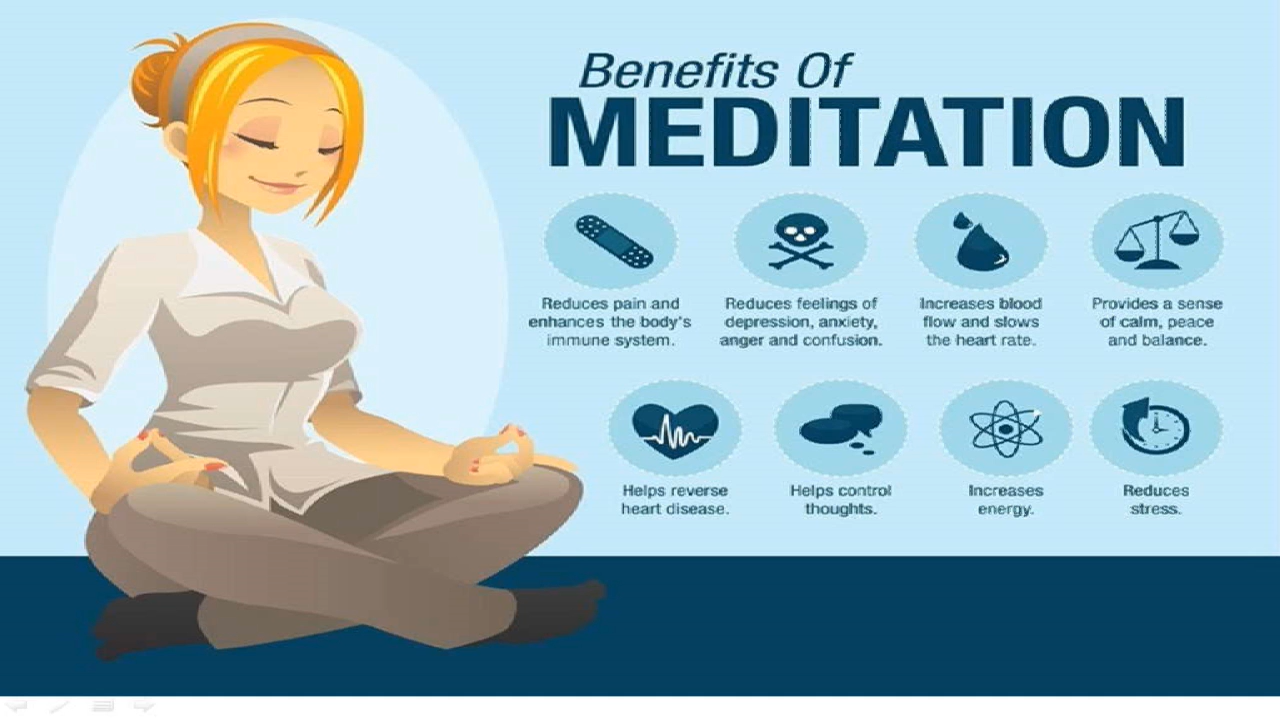 Benefits Of
MEDITATION
Reduces pain and
enhances the body's
immune system.
Reduces feelings of
depression, anxiety,
anger and confusion.
Increases blood
flow and slows
the heart rate.
Provides a sense
of calm, peace
and balance.
Helps reverse
heart disease.
Helps control
thoughts.
Increases
energy.
Reduces
stress.